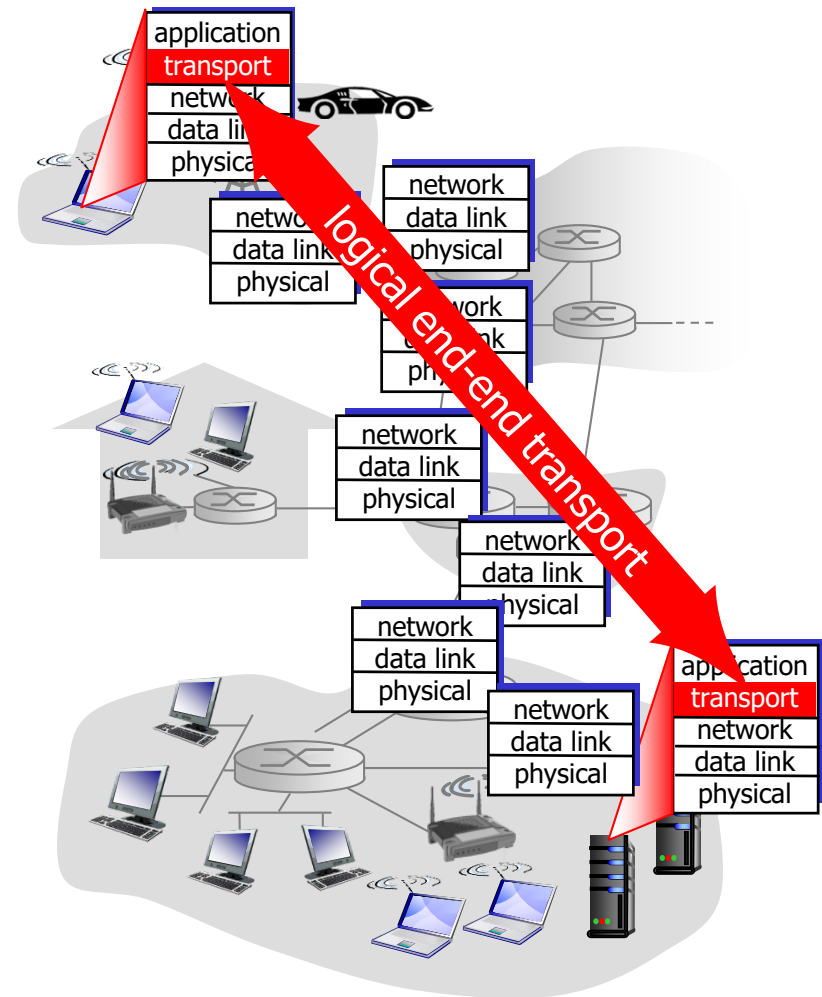 application
transport
network
data link
physical
network
data link
physical
network
data link
physical
network
physical
logical end-end transport
network
data link
physical
network
data link
physical
network
data link
physical
network
data link
physical
application
transport
network
data link
physical